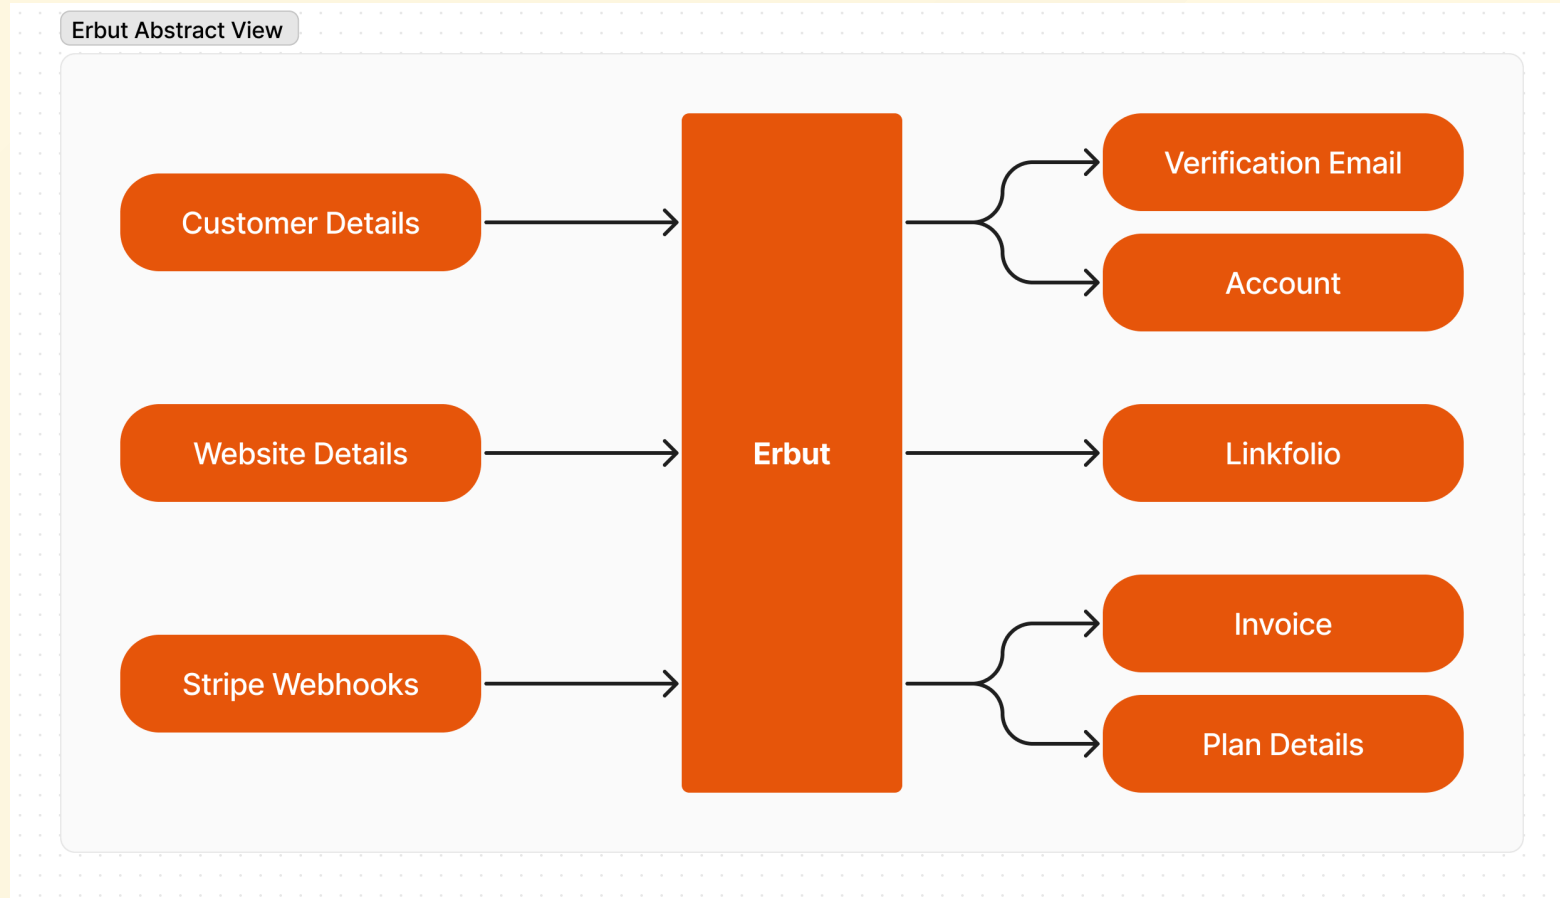 Erbut Abstract View
Customer Details
Website Details
Stripe Webhooks
Erbut
Verification Email
Account
Linkfolio
Invoice
Plan Details